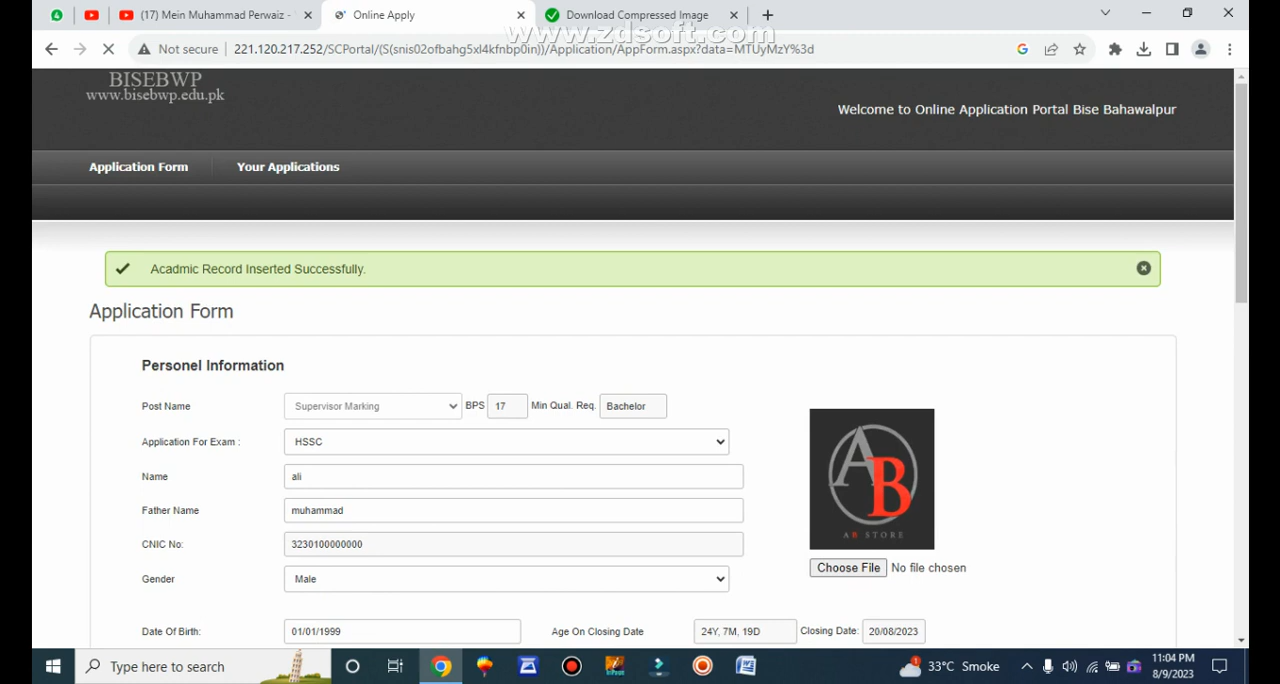 (17) Mein Muhammad Perwaiz -
Online Apply
Download Compressed Image
www.zdsoft.com
Not secure
221.120.217.252/SCPortal/(S(snis02ofbahg5xl4kfnbp0in))/Application/AppForm.aspx?data=MTUyMzY%3d
BISEBWP
www.bisebwp.edu.pk
Welcome to Online Application Portal Bise Bahawalpur
Application Form
Your Applications
Acadmic Record Inserted Successfully.
Application Form
Personel Information
Post Name
Supervisor Marking
BPS
17
Min Qual. Req.
Bachelor
Application For Exam :
HSSC
Name
ali
Father Name
muhammad
CNIC No:
3230100000000
Gender
Male
AB
AB STORE
Choose File No file chosen
Date Of Birth:
01/01/1999
Age On Closing Date
24Y, 7M, 19D
Closing Date:
20/08/2023
Type here to search
33°C Smoke
11:04 PM
8/9/2023